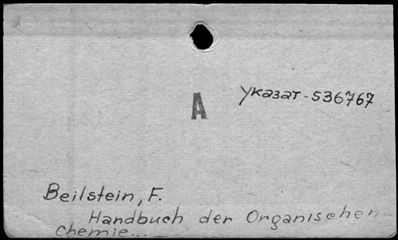 Указат-536767
A
Beilstein, F.
Handbuch der Organischen
Chemie...